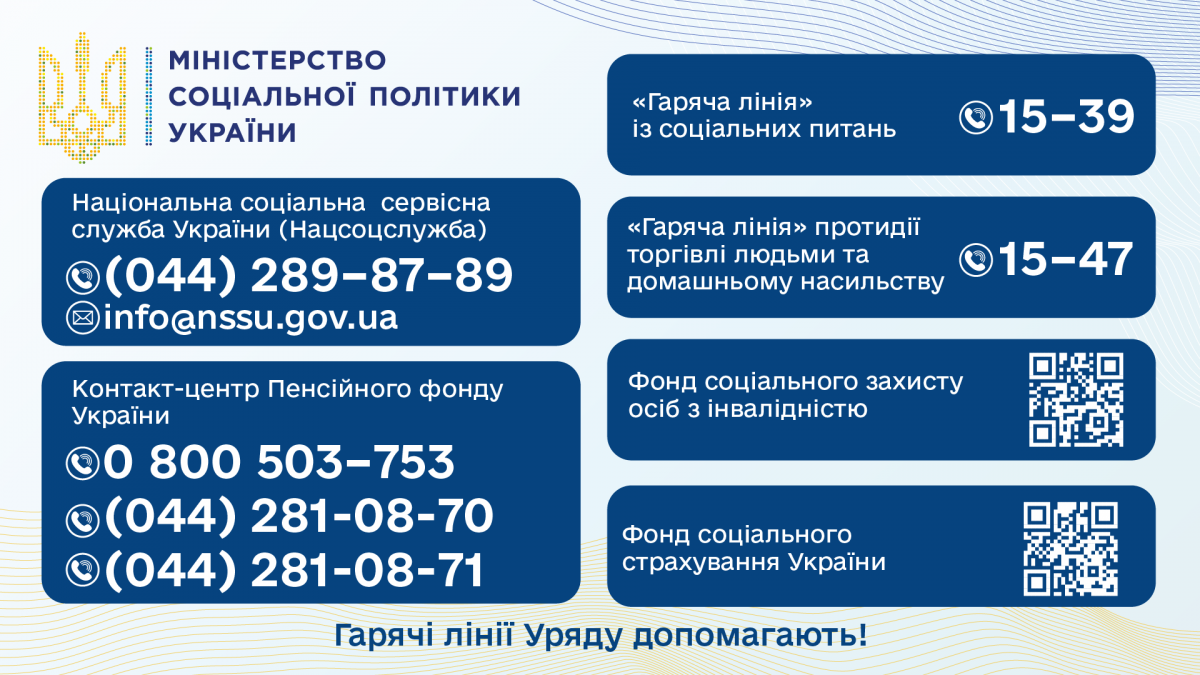 МІНІСТЕРСТВО
СОЦІАЛЬНОЇ ПОЛІТИКИ
УКРАЇНИ
Національна соціальна сервісна
служба України (Нацсоцслужба)
(044) 289–87–89
info@nssu.gov.ua
Контакт-центр Пенсійного фонду
України
0 800 503–753
(044) 281-08-70
(044) 281-08-71
«Гаряча лінія»
із соціальних питань
15–39
«Гаряча лінія» протидії
торгівлі людьми та
домашньому насильству
15–47
Фонд соціального захисту
осіб з інвалідністю
Фонд соціального
страхування України
Гарячі лінії Уряду допомагають!